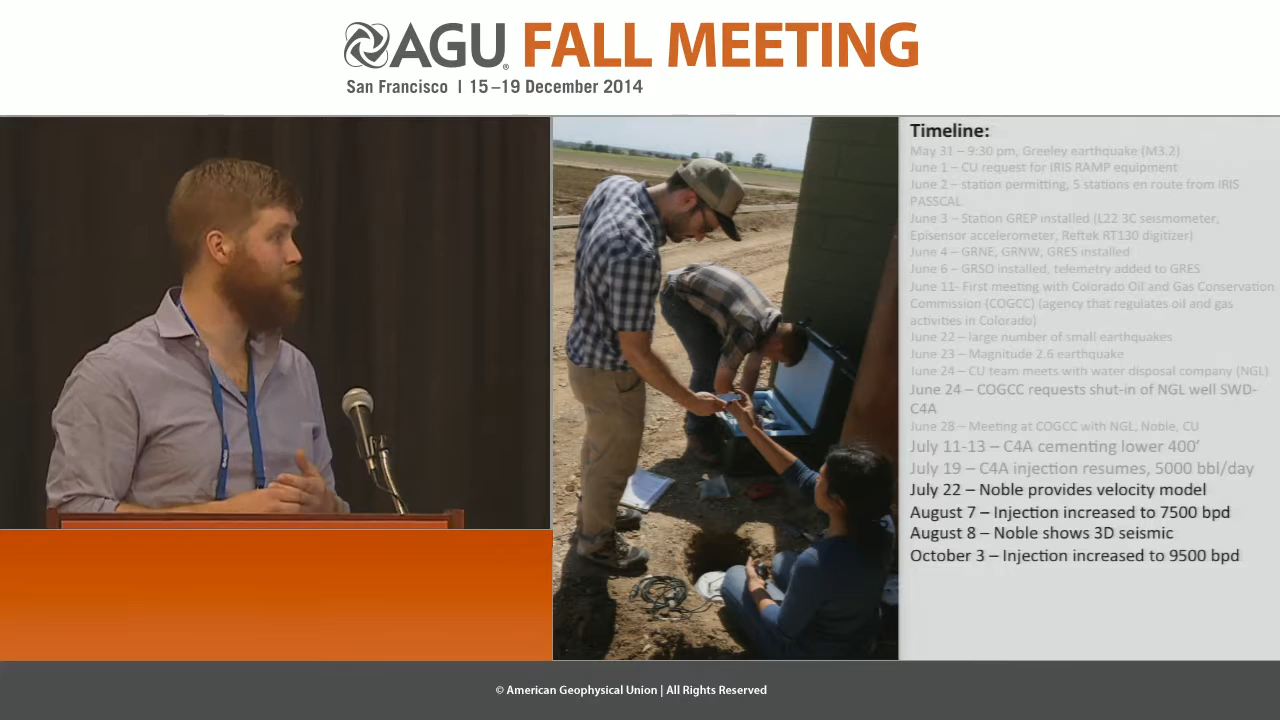 AGU FALL MEETING
San Francisco | 15–19 December 2014
Timeline:
May 31 – 9:30 pm, Greeley earthquake (M3.2)
June 1 – CU request for IRIS RAMP equipment
June 2 – station permitting, 5 stations en route from IRIS
PASSCAL
June 3 – Station GREP installed (L22 3C seismometer,
Episensor accelerometer, Reftek RT130 digitizer)
June 4 – GRNE, GRNW, GRES installed
June 6 – GRSO installed, telemetry added to GRES
June 11- First meeting with Colorado Oil and Gas Conservation
Commission (COGCC) (agency that regulates oil and gas
activities in Colorado)
June 22 – large number of small earthquakes
June 23 – Magnitude 2.6 earthquake
June 24 – CU team meets with water disposal company (NGL)
June 24 – COGCC requests shut-in of NGL well SWD-
C4A
June 28 – Meeting at COGCC with NGL, Noble, CU
July 11-13 – C4A cementing lower 400'
July 19 – C4A injection resumes, 5000 bbl/day
July 22 – Noble provides velocity model
August 7 – Injection increased to 7500 bpd
August 8 – Noble shows 3D seismic
October 3 – Injection increased to 9500 bpd
© American Geophysical Union | All Rights Reserved